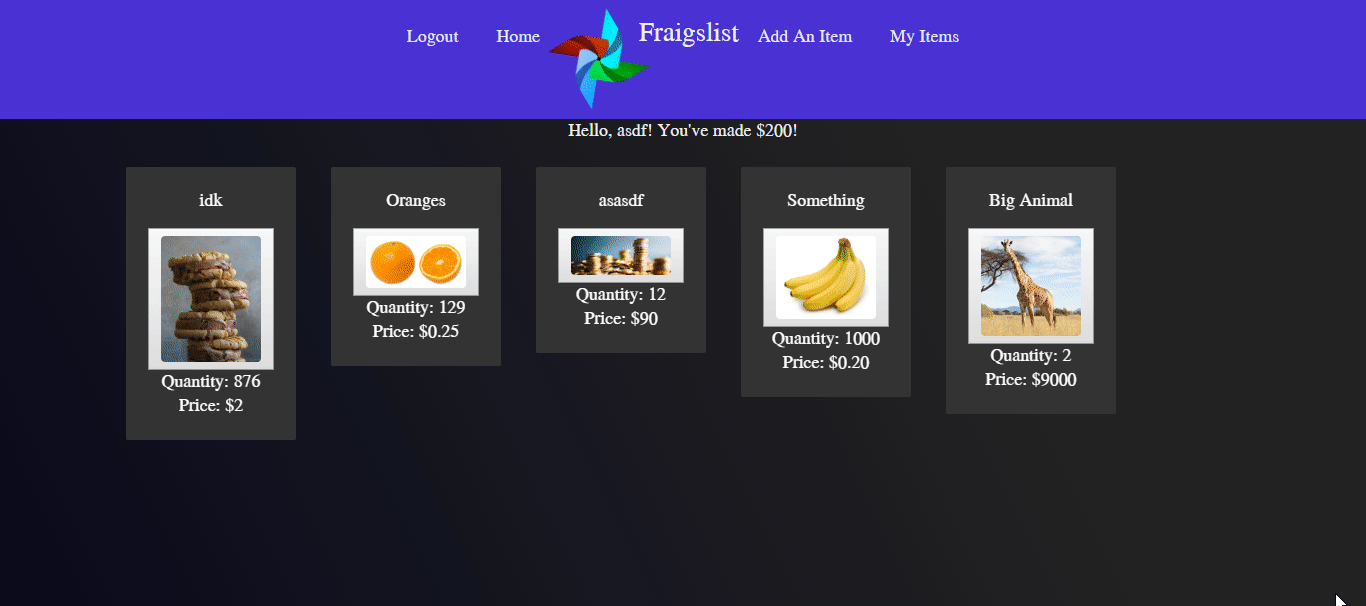 Logout Home Fraigslist Add An Item My Items
Hello, asdf! You've made $200!
idk
Quantity: 876
Price: $2
Oranges
Quantity: 129
Price: $0.25
asasdf
Quantity: 12
Price: $90
Something
Quantity: 1000
Price: $0.20
Big Animal
Quantity: 2
Price: $9000